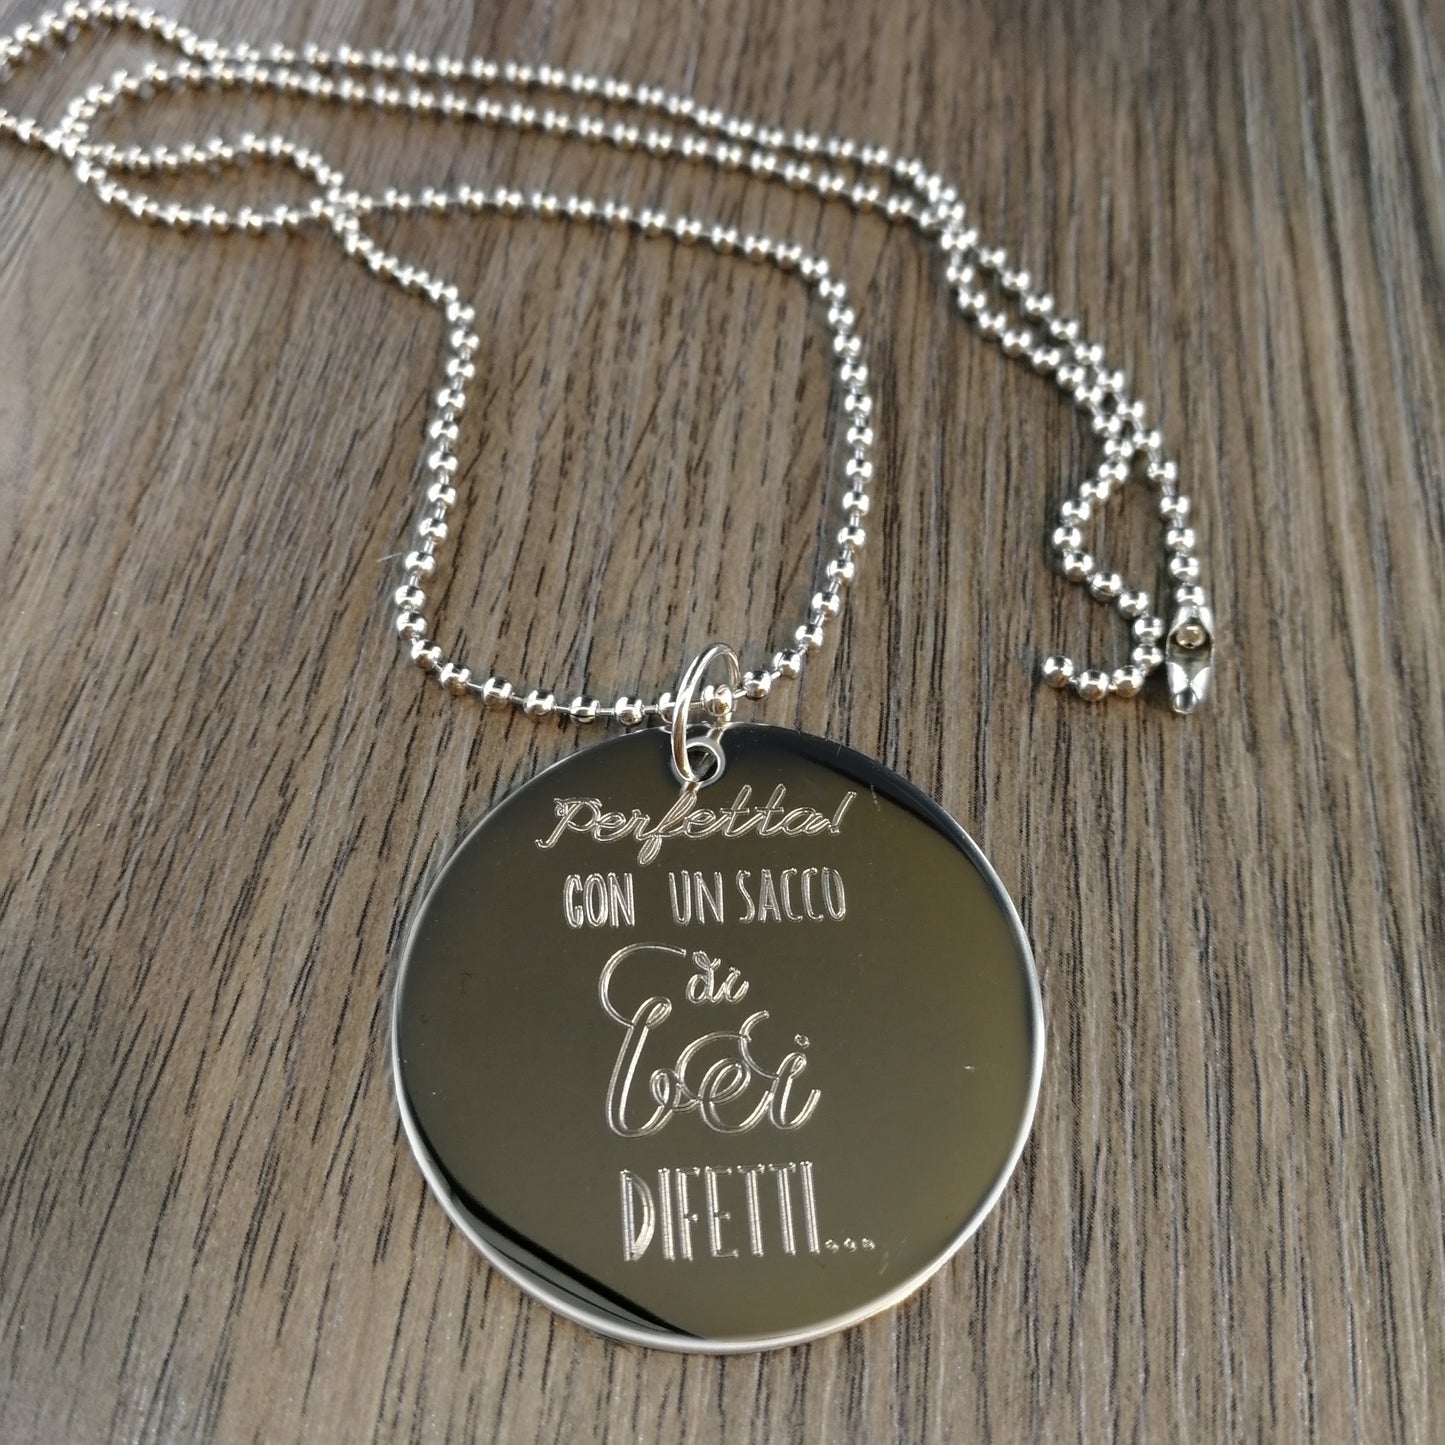 Perfetta!
CON UN SACCO
di
bei
DIFETTI...